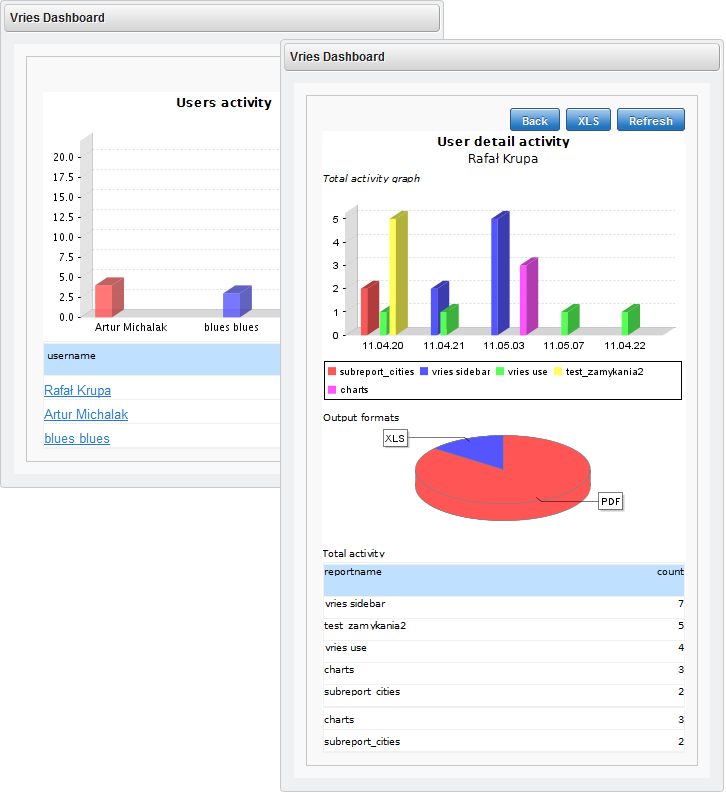 Vries Dashboard
Users activity
20.0
17.5
15.0
12.5
10.0
7.5
5.0
2.5
0.0
Artur Michalak blues blues
username
Rafał Krupa
Artur Michalak
blues blues
Vries Dashboard
Back XLS Refresh
User detail activity
Rafał Krupa
Total activity graph
5
4
3
2
1
0
11.04.20 11.04.21 11.05.03 11.05.07 11.04.22
subreport_cities vries sidebar vries use test_zamykania2
charts
Output formats
XLS
PDF
Total activity
reportname count
vries sidebar 7
test_zamykania2 5
vries use 4
charts 3
subreport_cities 2
charts 3
subreport_cities 2